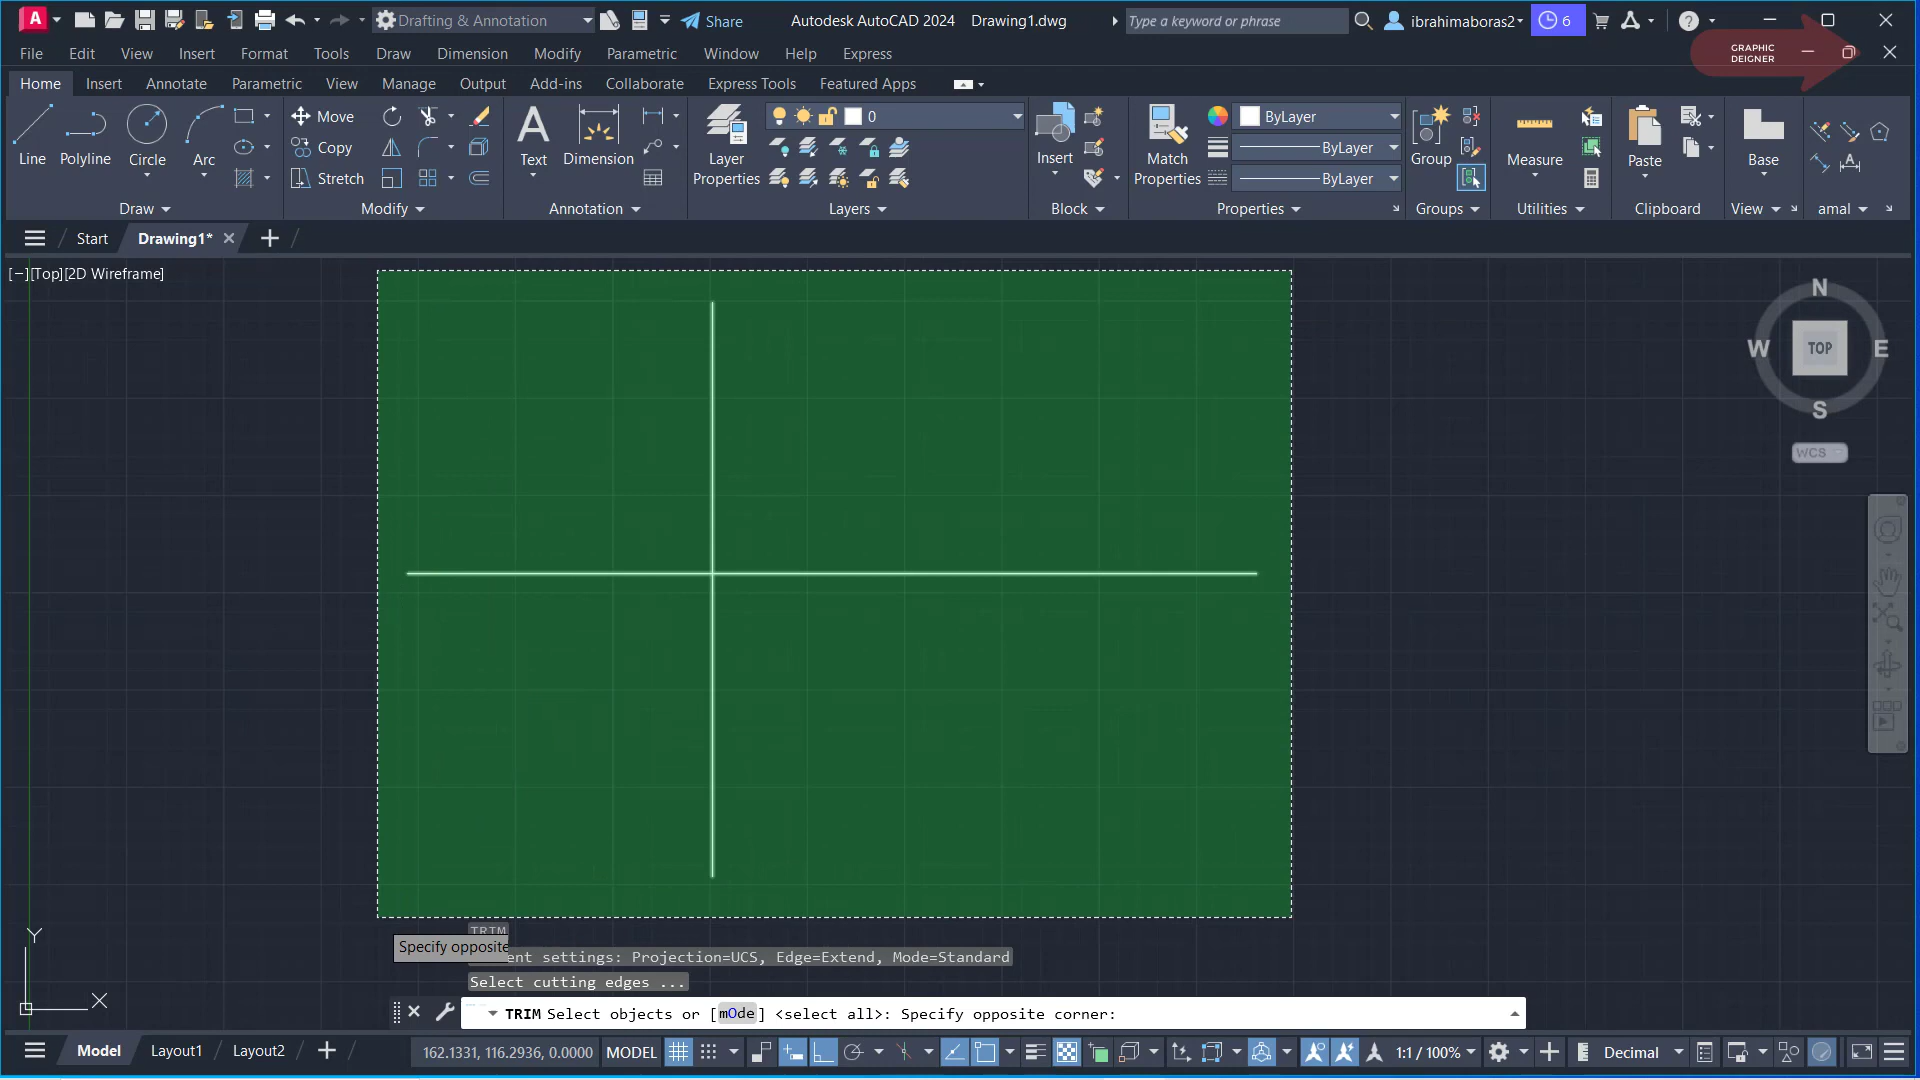 A Drafting & Annotation Share Autodesk AutoCAD 2024 Drawing1.dwg Type a keyword or phrase ibrahimaboras2 6
GRAPHIC
DEIGNER
File Edit View Insert Format Tools Draw Dimension Modify Parametric Window Help Express
Home Insert Annotate Parametric View Manage Output Add-ins Collaborate Express Tools Featured Apps
Move 0 ByLayer
Copy ByLayer
Line Polyline Circle Arc Text Dimension Layer Insert Match Group Measure Paste Base
Stretch Properties Properties ByLayer
Draw Modify Annotation Layers Block Properties Groups Utilities Clipboard View amal
Start Drawing1*
[−][Top][2D Wireframe]
N
W TOP E
S
WCS
Y
X
TRIM
Specify opposite
ent settings: Projection=UCS, Edge=Extend, Mode=Standard
Select cutting edges ...
TRIM Select objects or [mOde] <select all>: Specify opposite corner:
Model Layout1 Layout2 162.1331, 116.2936, 0.0000 MODEL 1:1 / 100% Decimal